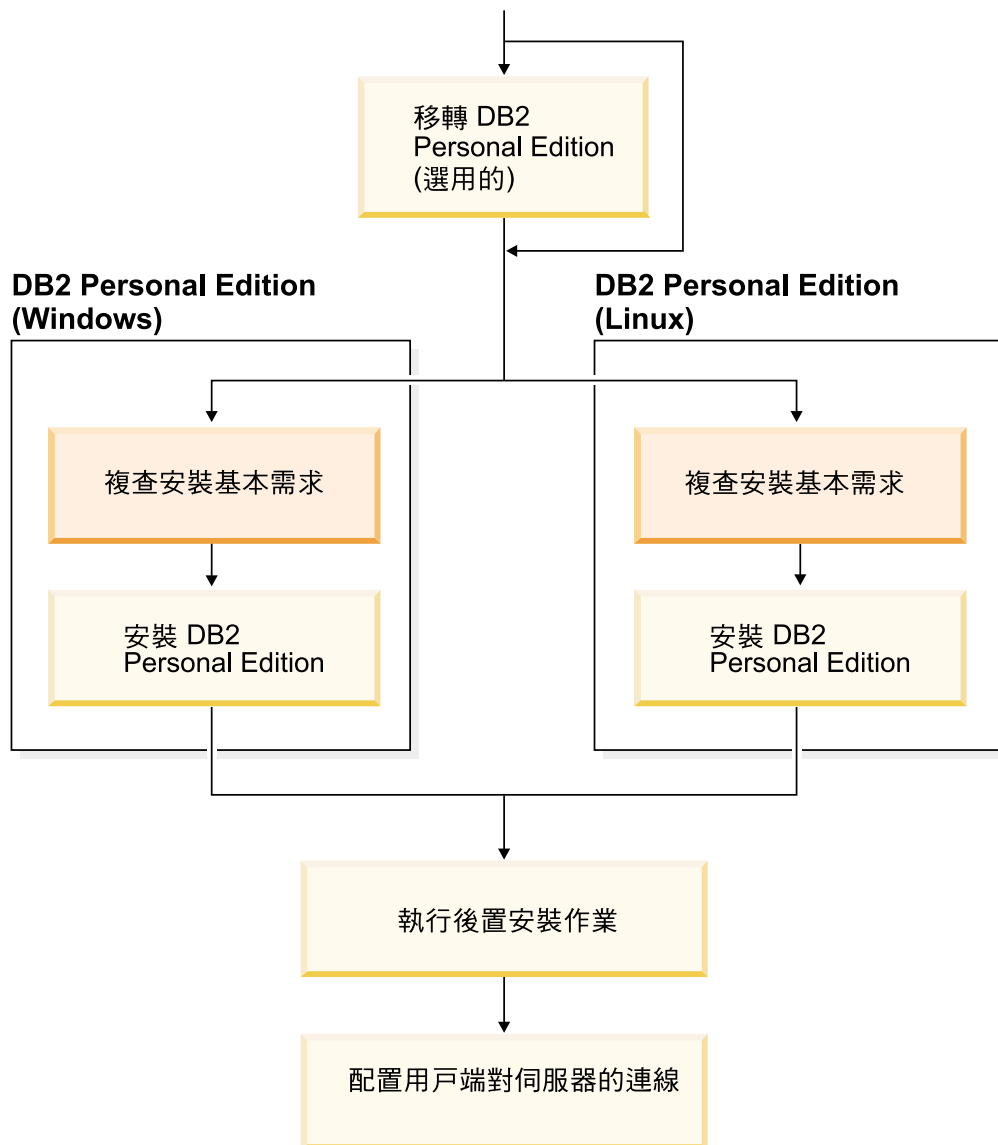 移轉 DB2
Personal Edition
(選用的)
DB2 Personal Edition
(Windows)
複查安裝基本需求
安裝 DB2
Personal Edition
DB2 Personal Edition
(Linux)
複查安裝基本需求
安裝 DB2
Personal Edition
執行後置安裝作業
配置用戶端對伺服器的連線